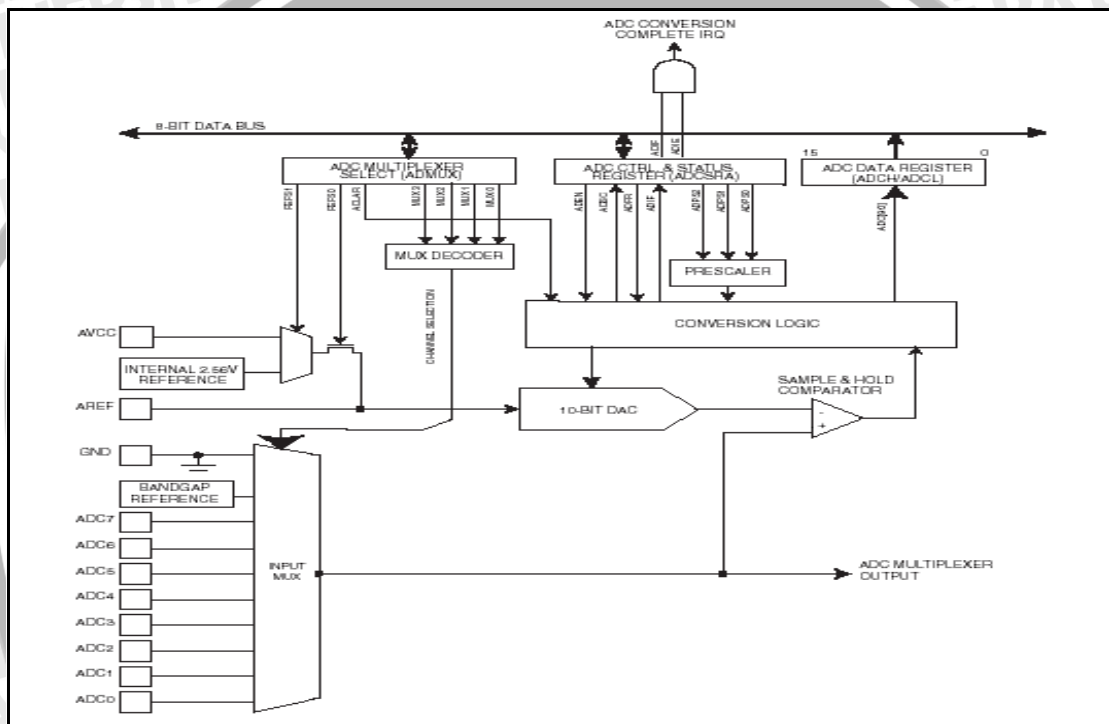 ADC CONVERSION
COMPLETE IRQ
8-BIT DATA BUS
ADIF
ADIE
15
0
ADC MULTIPLEXER
SELECT (ADMUX)
ADC CTRL & STATUS
REGISTER (ADCSRA)
ADC DATA REGISTER
(ADCH/ADCL)
REFS1
REFS0
ADLAR
MUX3
MUX2
MUX1
MUX0
ADEN
ADSC
ADFR
ADIF
ADPS2
ADPS1
ADPS0
ADC[9:0]
MUX DECODER
PRESCALER
CHANNEL SELECTION
CONVERSION LOGIC
AVCC
INTERNAL 2.56V
REFERENCE
SAMPLE & HOLD
COMPARATOR
AREF
10-BIT DAC
-
+
GND
BANDGAP
REFERENCE
ADC7
ADC6
ADC5
INPUT
MUX
ADC MULTIPLEXER
OUTPUT
ADC4
ADC3
ADC2
ADC1
ADC0